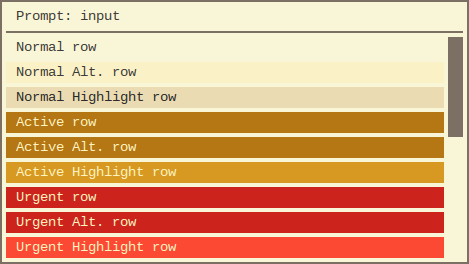 Prompt: input
Normal row
Normal Alt. row
Normal Highlight row
Active row
Active Alt. row
Active Highlight row
Urgent row
Urgent Alt. row
Urgent Highlight row